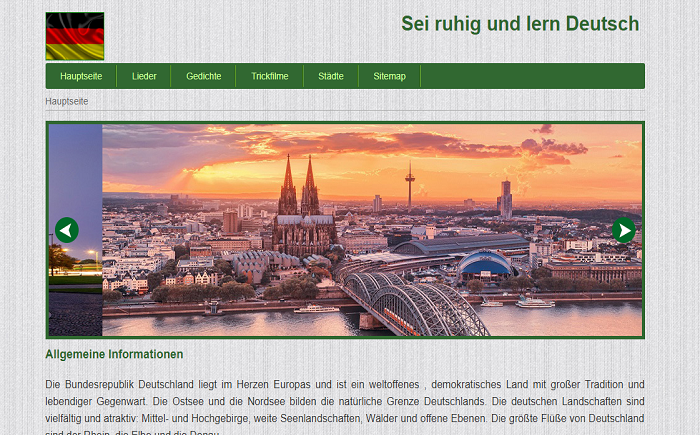 Sei ruhig und lern Deutsch
Hauptseite Lieder Gedichte Trickfilme Städte Sitemap
Hauptseite
Allgemeine Informationen
Die Bundesrepublik Deutschland liegt im Herzen Europas und ist ein weltoffenes , demokratisches Land mit großer Tradition und
lebendiger Gegenwart. Die Ostsee und die Nordsee bilden die natürliche Grenze Deutschlands. Die deutschen Landschaften sind
vielfältig und atraktiv: Mittel- und Hochgebirge, weite Seenlandschaften, Wälder und offene Ebenen. Die größte Flüße von Deutschland
sind der Rhein, die Elbe und die Donau.